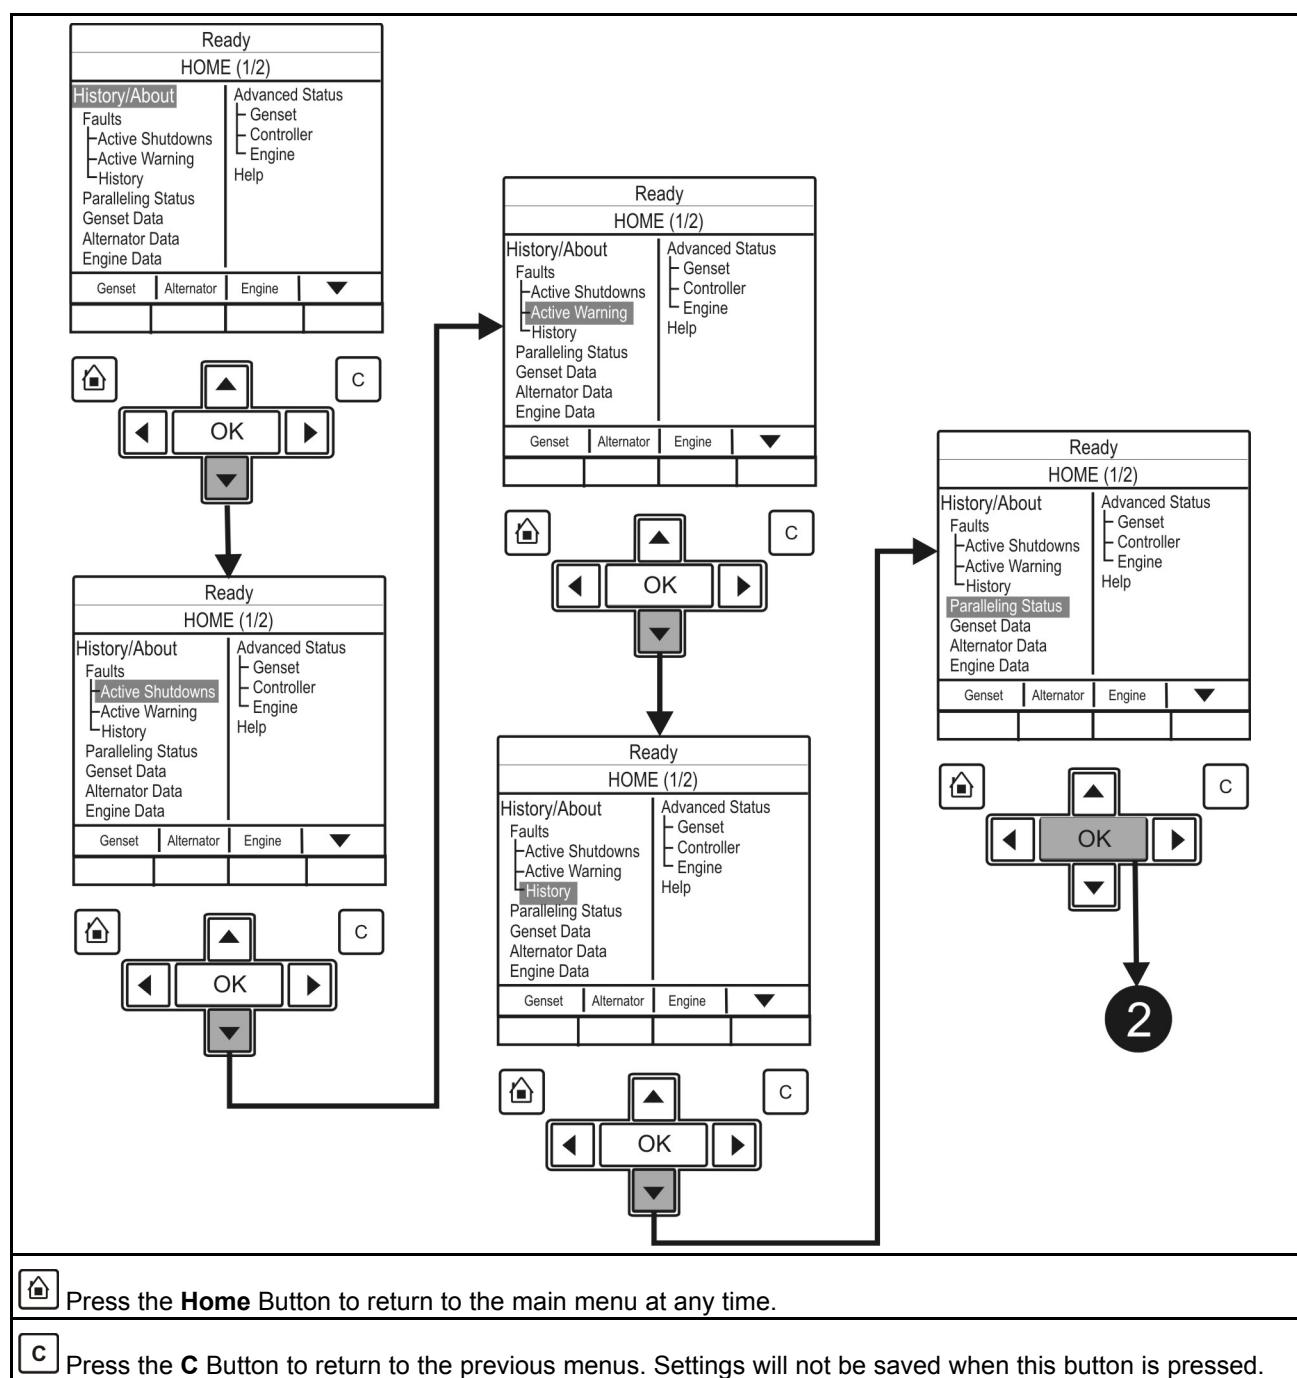 Ready
HOME (1/2)
History/About
Faults
Active Shutdowns
Active Warning
History
Paralleling Status
Genset Data
Alternator Data
Engine Data
Advanced Status
Genset
Controller
Engine
Help
Genset Alternator Engine
C
OK
Ready
HOME (1/2)
History/About
Faults
Active Shutdowns
Active Warning
History
Paralleling Status
Genset Data
Alternator Data
Engine Data
Advanced Status
Genset
Controller
Engine
Help
Genset Alternator Engine
C
OK
Ready
HOME (1/2)
History/About
Faults
Active Shutdowns
Active Warning
History
Paralleling Status
Genset Data
Alternator Data
Engine Data
Advanced Status
Genset
Controller
Engine
Help
Genset Alternator Engine
C
OK
Ready
HOME (1/2)
History/About
Faults
Active Shutdowns
Active Warning
History
Paralleling Status
Genset Data
Alternator Data
Engine Data
Advanced Status
Genset
Controller
Engine
Help
Genset Alternator Engine
C
OK
Ready
HOME (1/2)
History/About
Faults
Active Shutdowns
Active Warning
History
Paralleling Status
Genset Data
Alternator Data
Engine Data
Advanced Status
Genset
Controller
Engine
Help
Genset Alternator Engine
C
OK
2
Press the Home Button to return to the main menu at any time.
C Press the C Button to return to the previous menus. Settings will not be saved when this button is pressed.